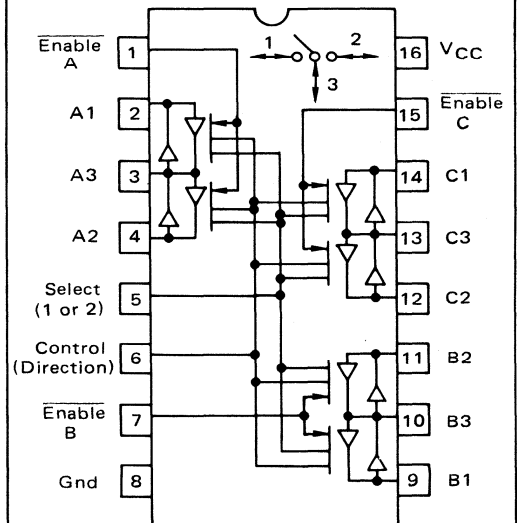 Enable
A
1
A1
2
A3
3
A2
4
Select
(1 or 2)
5
Control
(Direction)
6
Enable
B
7
Gnd
8
1
2
3
16
VCC
15
Enable
C
14
C1
13
C3
12
C2
11
B2
10
B3
9
B1